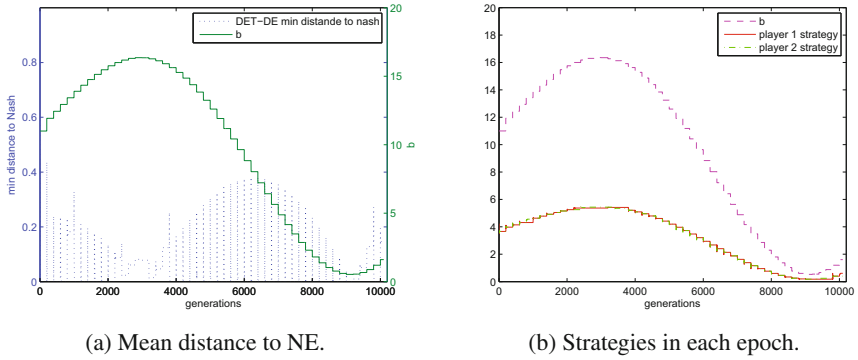 DET-DE min distande to nash
b
1
0.8
0.6
0.4
0.2
0
min distance to Nash
0 2000 4000 6000 8000 10000
generations
20
15
10
5
0
b
(a) Mean distance to NE.
b
player 1 strategy
player 2 strategy
20
18
16
14
12
10
8
6
4
2
0
0 2000 4000 6000 8000 10000
generations
(b) Strategies in each epoch.